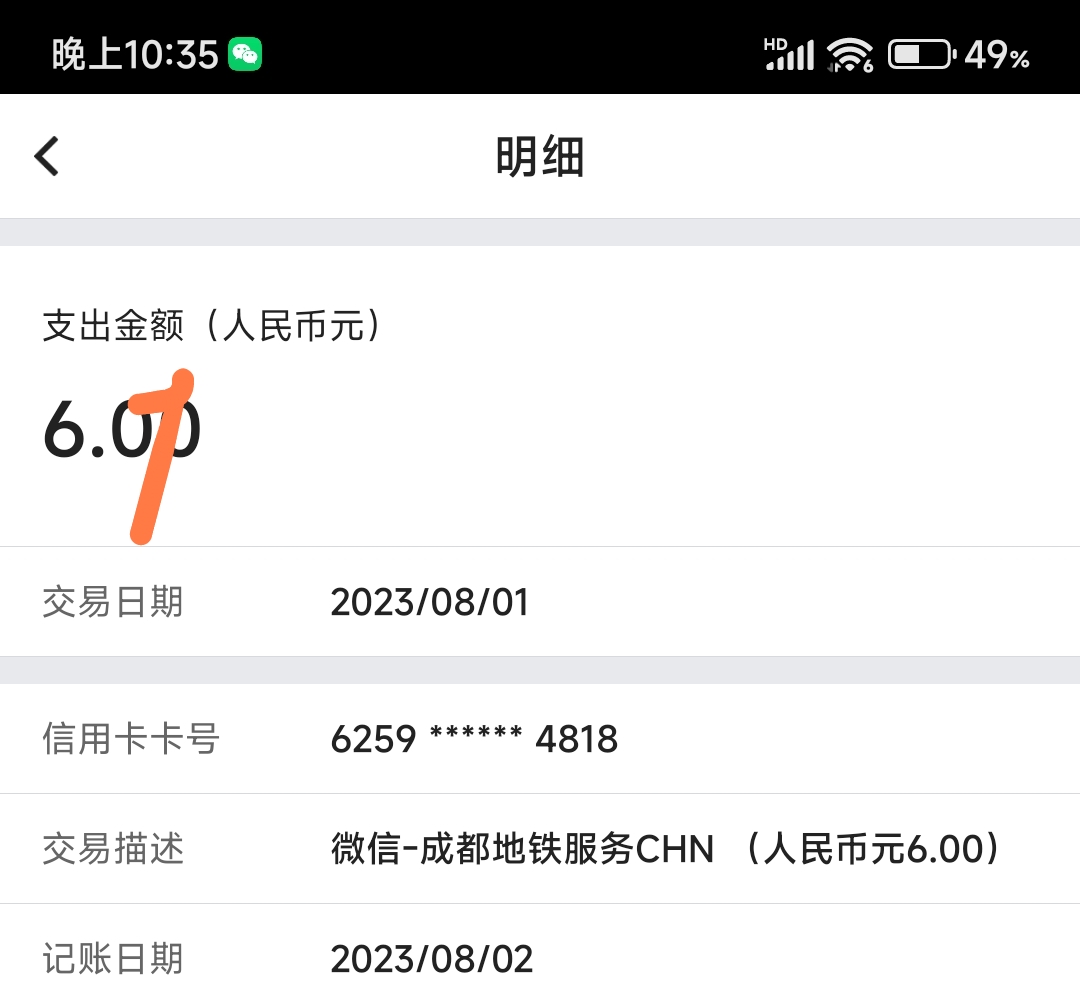 晚上10:35 HD 6 49%
明细
支出金额（人民币元）
6.00
1
交易日期 2023/08/01
信用卡卡号 6259 ****** 4818
交易描述 微信-成都地铁服务CHN （人民币元6.00）
记账日期 2023/08/02